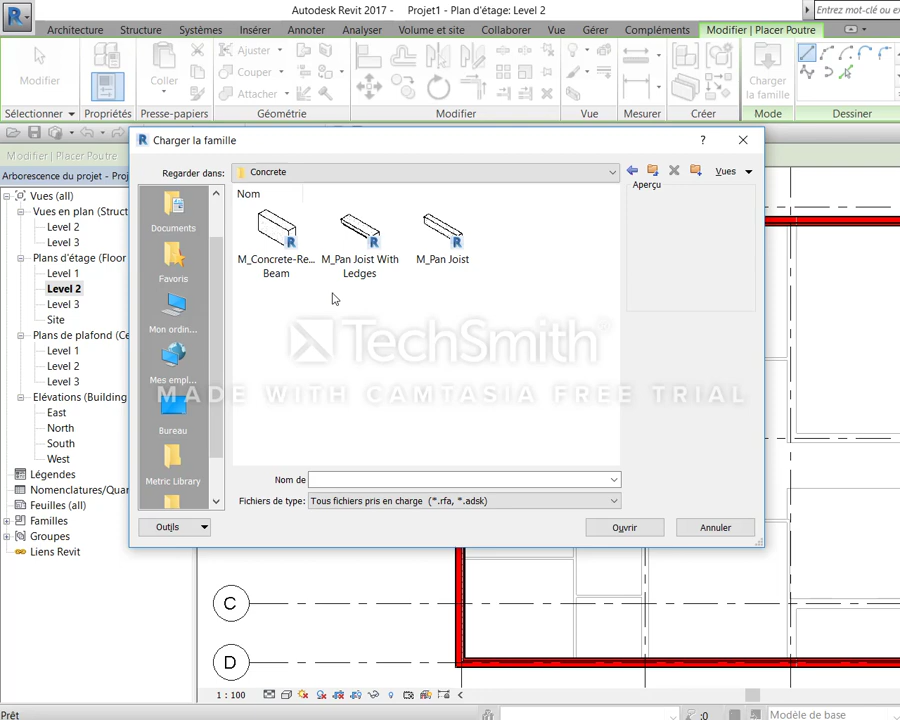 Autodesk Revit 2017 - Projet1 - Plan d'étage: Level 2
Entrez mot-clé ou ex
Architecture Structure Systèmes Insérer Annoter Analyser Volume et site Collaborer Vue Gérer Compléments Modifier | Placer Poutre
Modifier
Coller
Ajuster
Couper
Attacher
Charger
la famille
Sélectionner Propriétés Presse-papiers Géométrie Modifier Vue Mesurer Créer Mode Dessiner
Modifier | Placer Poutre
Arborescence du projet - Proj
Vues (all)
Vues en plan (Struct
Level 2
Level 3
Plans d'étage (Floor
Level 1
Level 2
Level 3
Site
Plans de plafond (Ce
Level 1
Level 2
Level 3
Elévations (Building
East
North
South
West
Légendes
Nomenclatures/Quan
Feuilles (all)
Familles
Groupes
Liens Revit
Charger la famille
?
Regarder dans: Concrete
Vues
Aperçu
Documents
Favoris
Mon ordin...
Mes empl...
Bureau
Metric Library
Nom
M_Concrete-Re... Beam
M_Pan Joist With Ledges
M_Pan Joist
TechSmith®
MADE WITH CAMTASIA FREE TRIAL
Nom de
Fichiers de type: Tous fichiers pris en charge (*.rfa, *.adsk)
Outils
Ouvrir
Annuler
C
D
1 : 100
Prêt
:0
Modèle de base